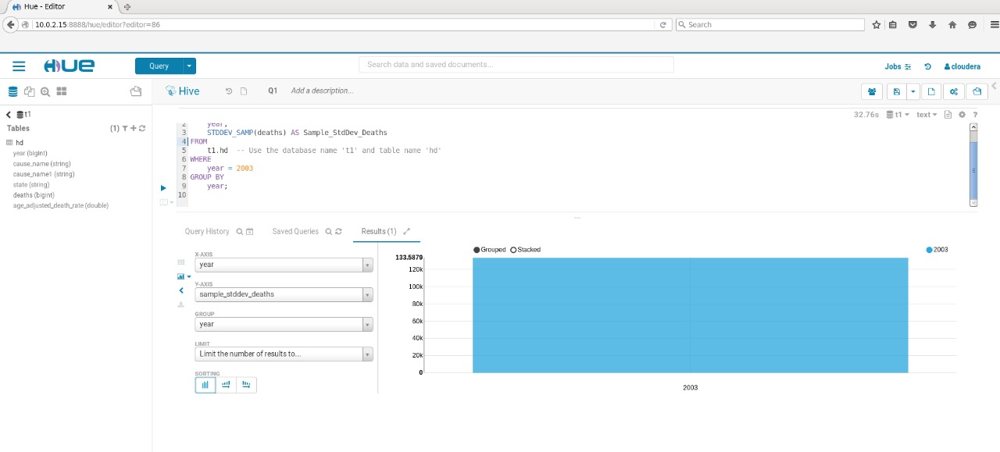 Hue - Editor
10.0.2.15:8888/hue/editor?editor=86
Search
HUE
Query
Search data and saved documents...
Jobs
cloudera
Hive
Q1
Add a description...
t1
Tables
(1)
hd
year (bigint)
cause_name (string)
cause_name1 (string)
state (string)
deaths (bigint)
age_adjusted_death_rate (double)
32.76s
t1
text
?
2 year,
3 STDDEV_SAMP(deaths) AS Sample_StdDev_Deaths
4 FROM
5 t1.hd -- Use the database name 't1' and table name 'hd'
6 WHERE
7 year = 2003
8 GROUP BY
9 year;
10
Query History
Saved Queries
Results (1)
X-AXIS
year
Y-AXIS
sample_stddev_deaths
GROUP
year
LIMIT
Limit the number of results to...
SORTING
Grouped
Stacked
2003
133.5879
120k
100k
80k
60k
40k
20k
0
2003